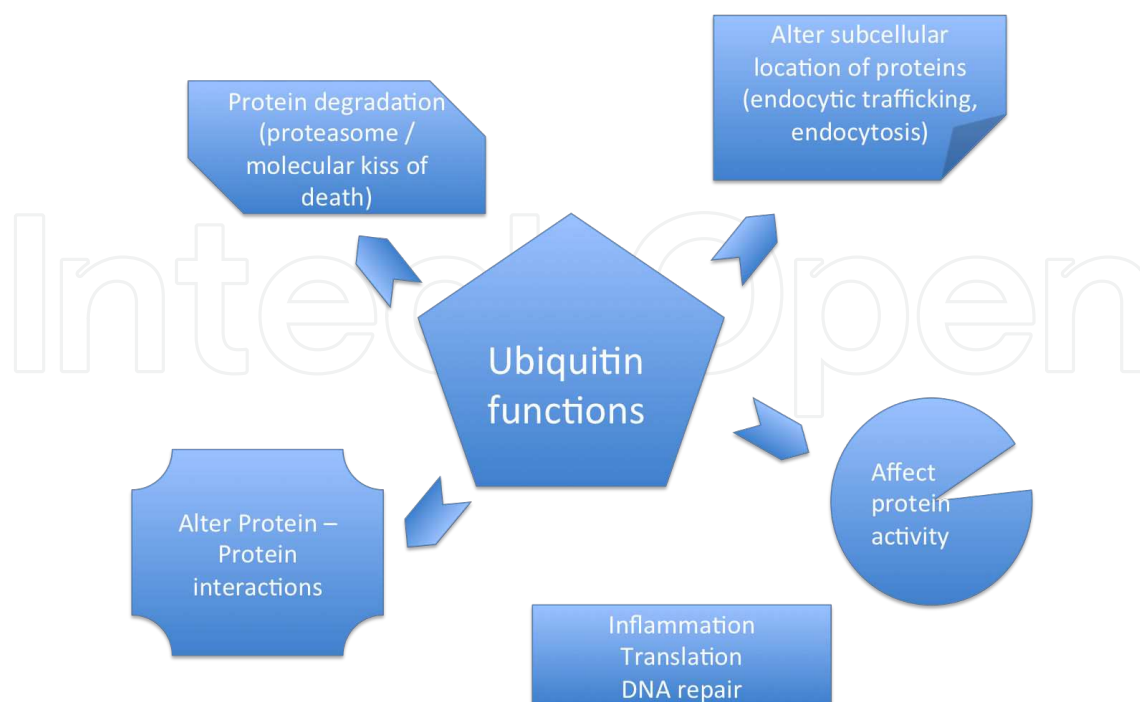 Alter subcellular
location of proteins
(endocytic trafficking,
endocytosis)
Protein degradation
(proteasome /
molecular kiss of
death)
IntechOpen
Ubiquitin
functions
Affect
protein
activity
Alter Protein –
Protein
interactions
Inflammation
Translation
DNA repair